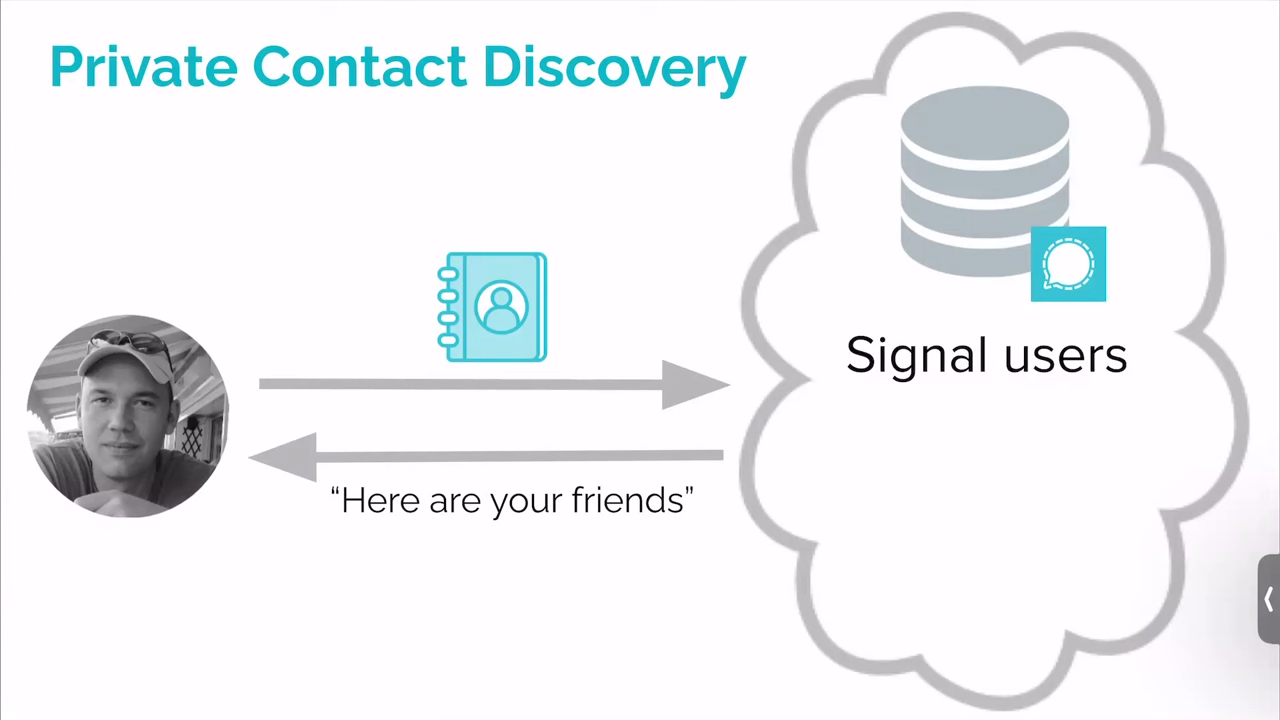 Private Contact Discovery
Signal users
“Here are your friends”